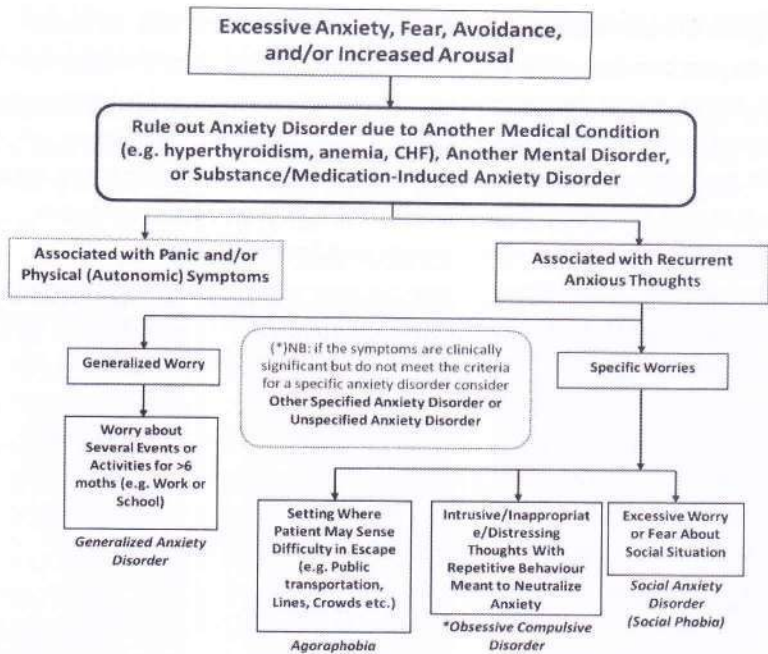 Excessive Anxiety, Fear, Avoidance,
and/or Increased Arousal
Rule out Anxiety Disorder due to Another Medical Condition
(e.g. hyperthyroidism, anemia, CHF), Another Mental Disorder,
or Substance/Medication-Induced Anxiety Disorder
Associated with Panic and/or
Physical (Autonomic) Symptoms
Associated with Recurrent
Anxious Thoughts
Generalized Worry
(*)NB: if the symptoms are clinically
significant but do not meet the criteria
for a specific anxiety disorder consider
Other Specified Anxiety Disorder or
Unspecified Anxiety Disorder
Specific Worries
Worry about
Several Events or
Activities for >6
moths (e.g. Work or
School)
Generalized Anxiety
Disorder
Setting Where
Patient May Sense
Difficulty in Escape
(e.g. Public
transportation,
Lines, Crowds etc.)
Agoraphobia
Intrusive/Inappropriat
e/Distressing
Thoughts With
Repetitive Behaviour
Meant to Neutralize
Anxiety
*Obsessive Compulsive
Disorder
Excessive Worry
or Fear About
Social Situation
Social Anxiety
Disorder
(Social Phobia)